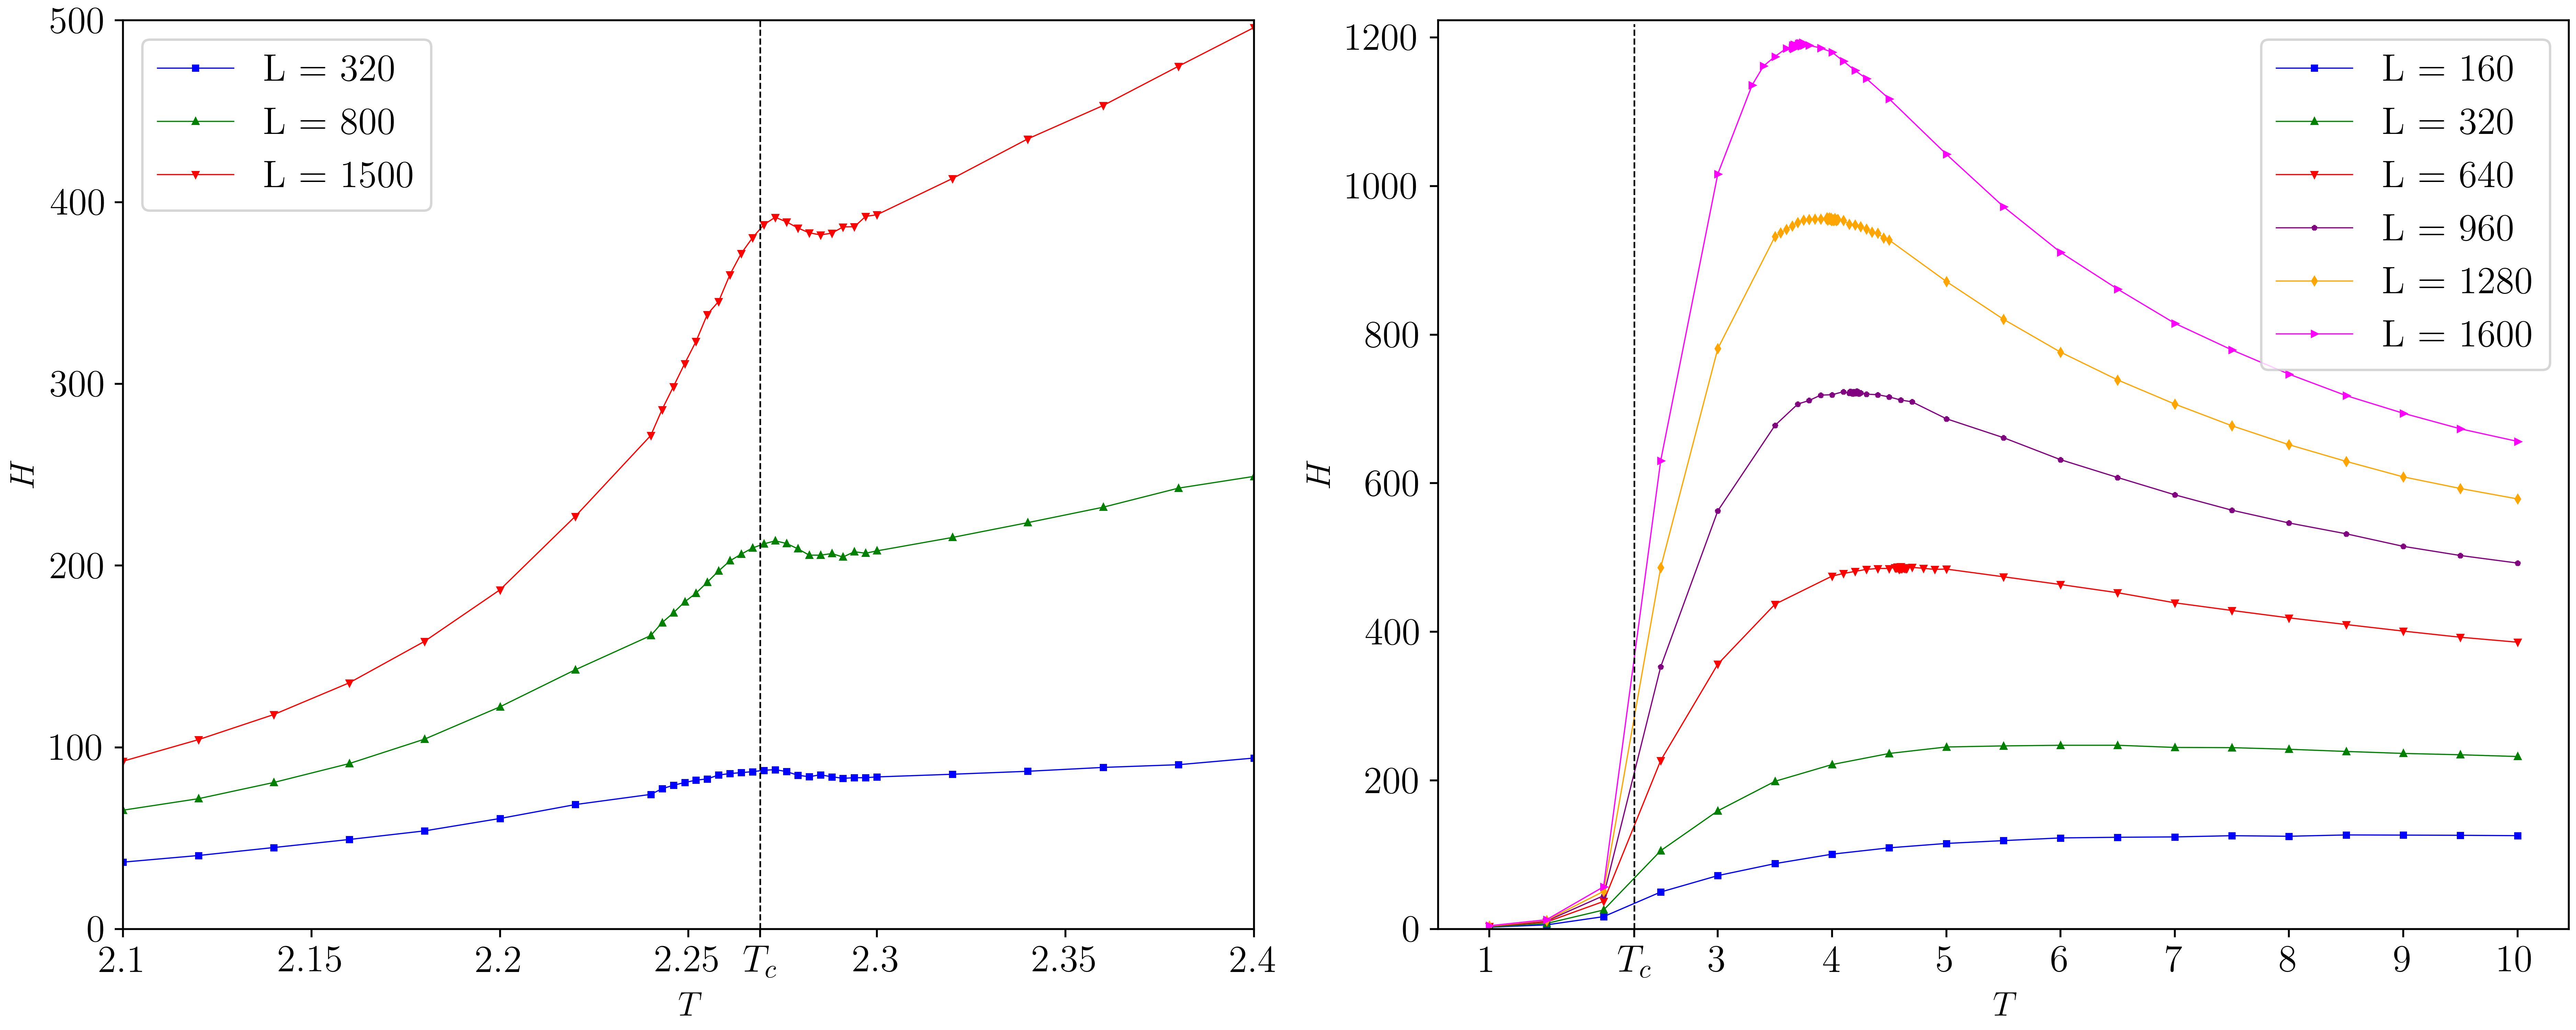 500
400
300
200
100
0
H
L = 320
L = 800
L = 1500
2.1 2.15 2.2 2.25 T_c 2.3 2.35 2.4
T
1200
1000
800
600
400
200
0
H
L = 160
L = 320
L = 640
L = 960
L = 1280
L = 1600
1 T_c 3 4 5 6 7 8 9 10
T